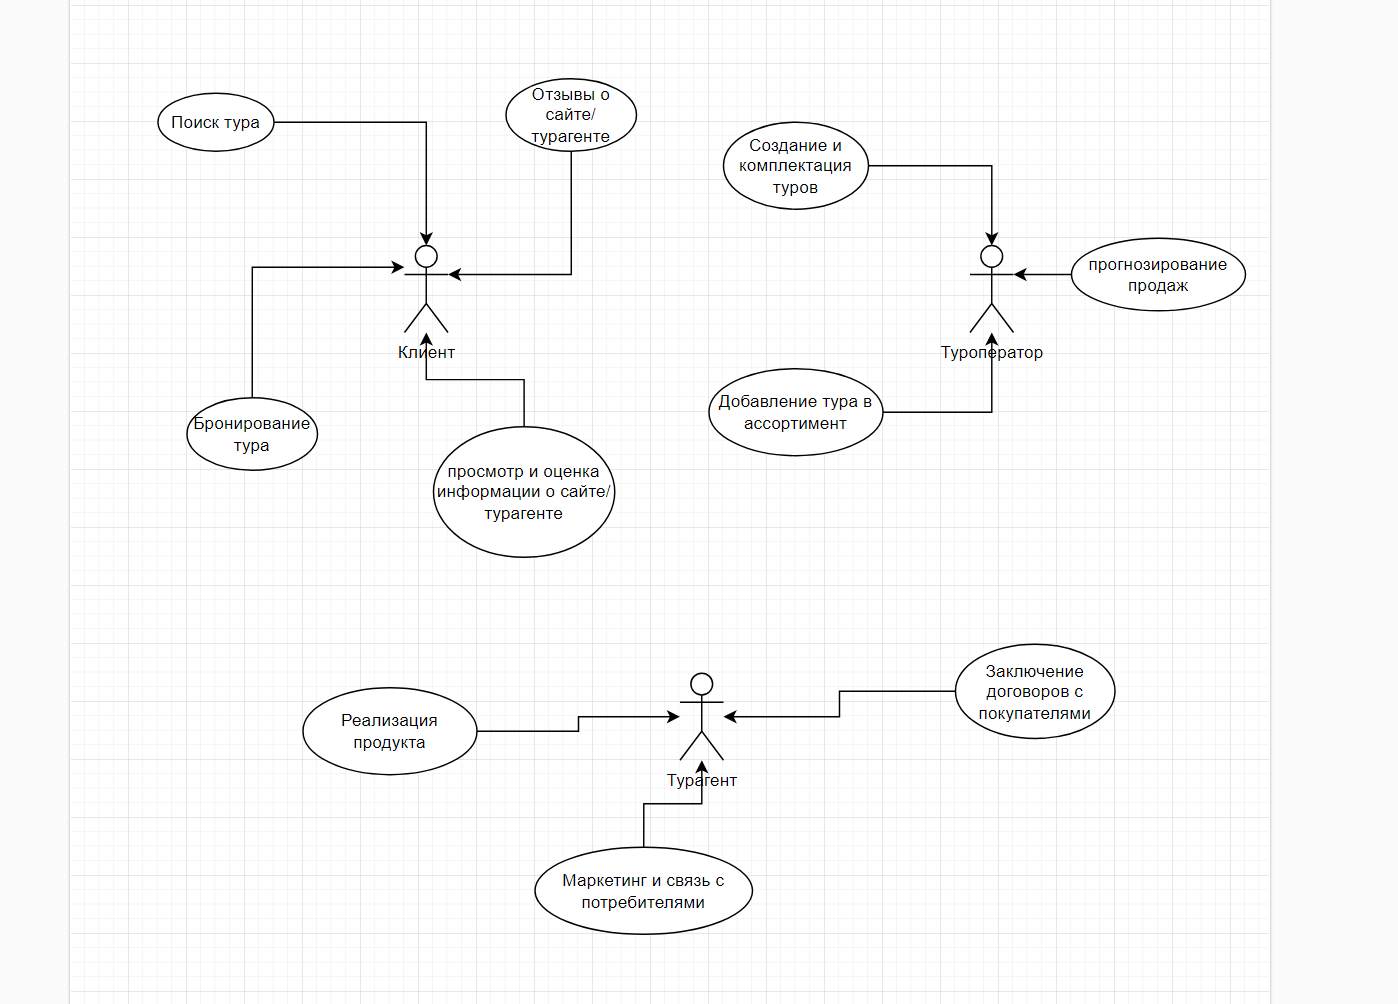 Поиск тура
Отзывы о
сайте/
турагенте
Создание и
комплектация
туров
прогнозирование
продаж
Клиент
Туроператор
Бронирование
тура
Добавление тура в
ассортимент
просмотр и оценка
информации о сайте/
турагенте
Заключение
договоров с
покупателями
Реализация
продукта
Турагент
Маркетинг и связь с
потребителями